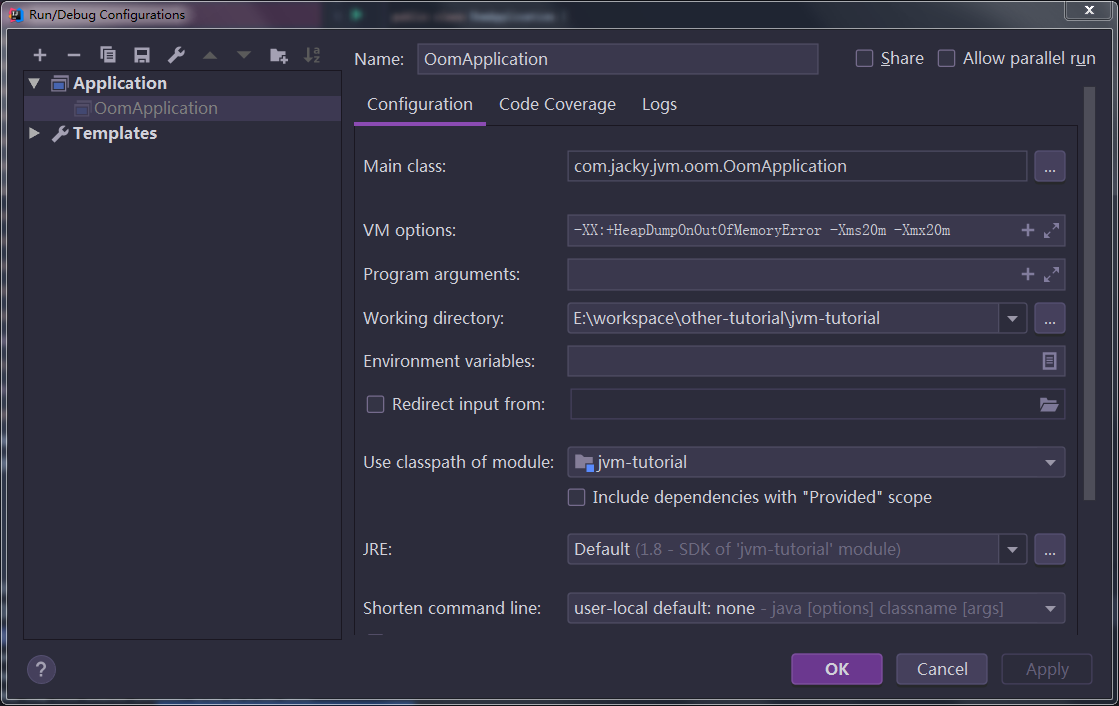 Run/Debug Configurations
Application
OomApplication
Templates
Name: OomApplication
Share
Allow parallel run
Configuration Code Coverage Logs
Main class: com.jacky.jvm.oom.OomApplication ...
VM options: -XX:+HeapDumpOnOutOfMemoryError -Xms20m -Xmx20m
Program arguments:
Working directory: E:\workspace\other-tutorial\jvm-tutorial ...
Environment variables:
Redirect input from:
Use classpath of module: jvm-tutorial
Include dependencies with "Provided" scope
JRE: Default (1.8 - SDK of 'jvm-tutorial' module) ...
Shorten command line: user-local default: none - java [options] classname [args]
? OK Cancel Apply